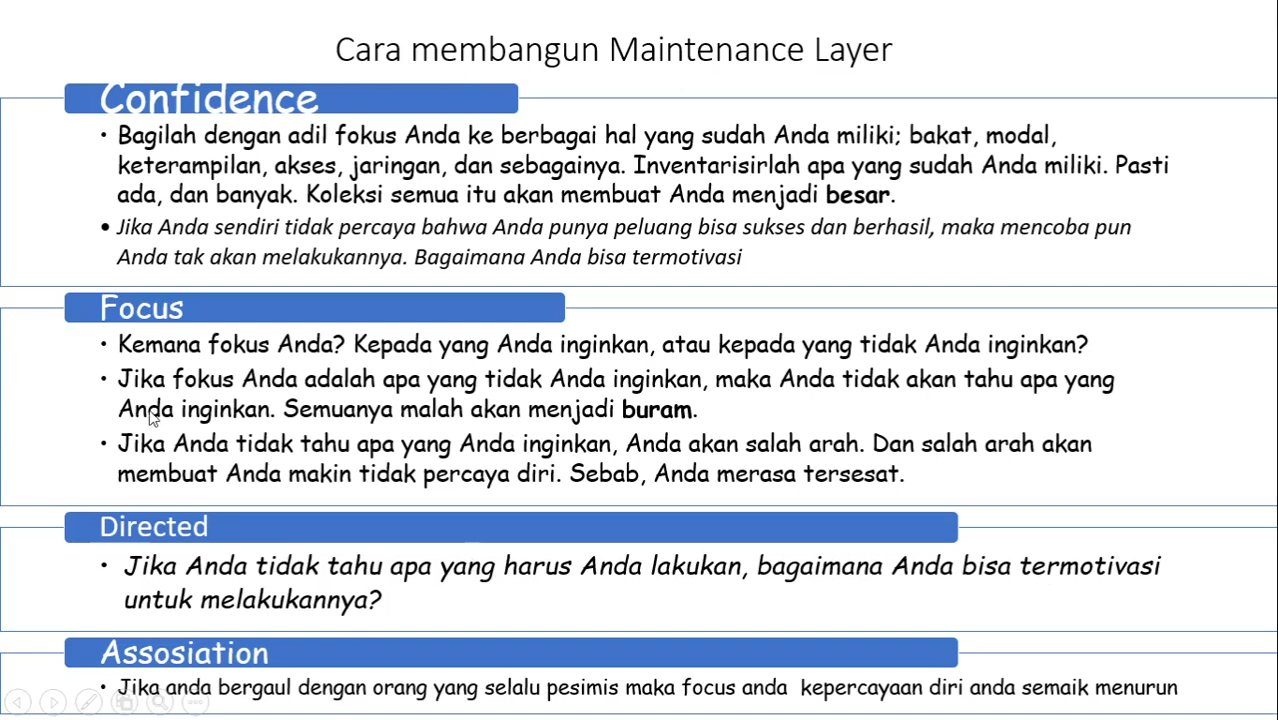 Cara membangun Maintenance Layer
Confidence
• Bagilah dengan adil fokus Anda ke berbagai hal yang sudah Anda miliki; bakat, modal,
keterampilan, akses, jaringan, dan sebagainya. Inventarisirlah apa yang sudah Anda miliki. Pasti
ada, dan banyak. Koleksi semua itu akan membuat Anda menjadi besar.
• Jika Anda sendiri tidak percaya bahwa Anda punya peluang bisa sukses dan berhasil, maka mencoba pun
Anda tak akan melakukannya. Bagaimana Anda bisa termotivasi
Focus
• Kemana fokus Anda? Kepada yang Anda inginkan, atau kepada yang tidak Anda inginkan?
• Jika fokus Anda adalah apa yang tidak Anda inginkan, maka Anda tidak akan tahu apa yang
Anda inginkan. Semuanya malah akan menjadi buram.
• Jika Anda tidak tahu apa yang Anda inginkan, Anda akan salah arah. Dan salah arah akan
membuat Anda makin tidak percaya diri. Sebab, Anda merasa tersesat.
Directed
• Jika Anda tidak tahu apa yang harus Anda lakukan, bagaimana Anda bisa termotivasi
untuk melakukannya?
Assosiation
• Jika anda bergaul dengan orang yang selalu pesimis maka focus anda kepercayaan diri anda semaik menurun